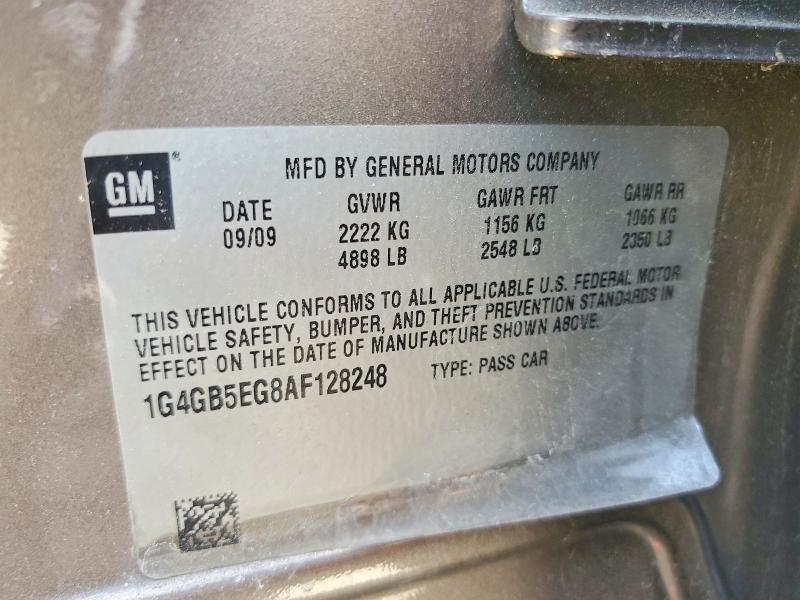 GM
MFD BY GENERAL MOTORS COMPANY
DATE GVWR GAWR FRT GAWR RR
09/09 2222 KG 1156 KG 1066 KG
4898 LB 2548 LB 2350 LB
THIS VEHICLE CONFORMS TO ALL APPLICABLE U.S. FEDERAL MOTOR
VEHICLE SAFETY, BUMPER, AND THEFT PREVENTION STANDARDS IN
EFFECT ON THE DATE OF MANUFACTURE SHOWN ABOVE.
1G4GB5EG8AF128248 TYPE: PASS CAR